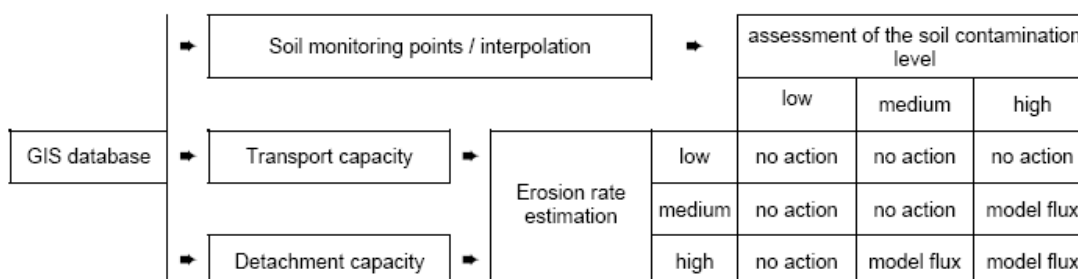 Soil monitoring points / interpolation
assessment of the soil contamination
level
low medium high
GIS database Transport capacity low no action no action no action
Erosion rate
estimation
medium no action no action model flux
Detachment capacity high no action model flux model flux